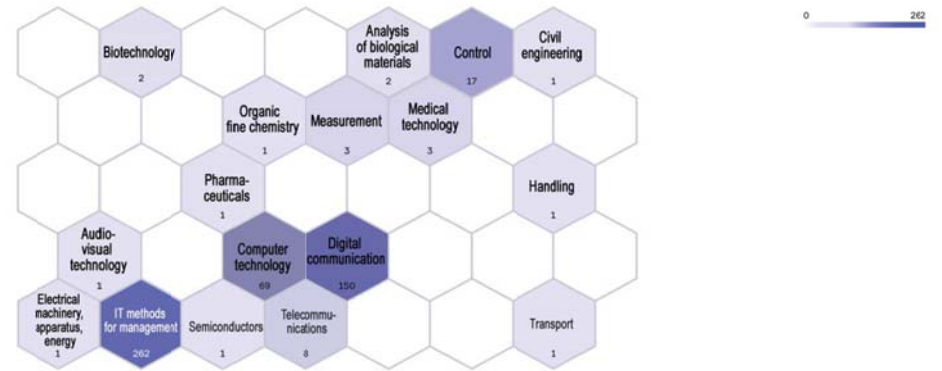 0
262
Biotechnology
2
Analysis
of biological
materials
2
Control
17
Civil
engineering
1
Organic
fine chemistry
1
Measurement
3
Medical
technology
3
Pharma-
ceuticals
1
Handling
1
Audio-
visual
technology
1
Computer
technology
69
Digital
communication
150
Electrical
machinery,
apparatus,
energy
1
IT methods
for management
262
Semiconductors
1
Telecommu-
nications
8
Transport
1